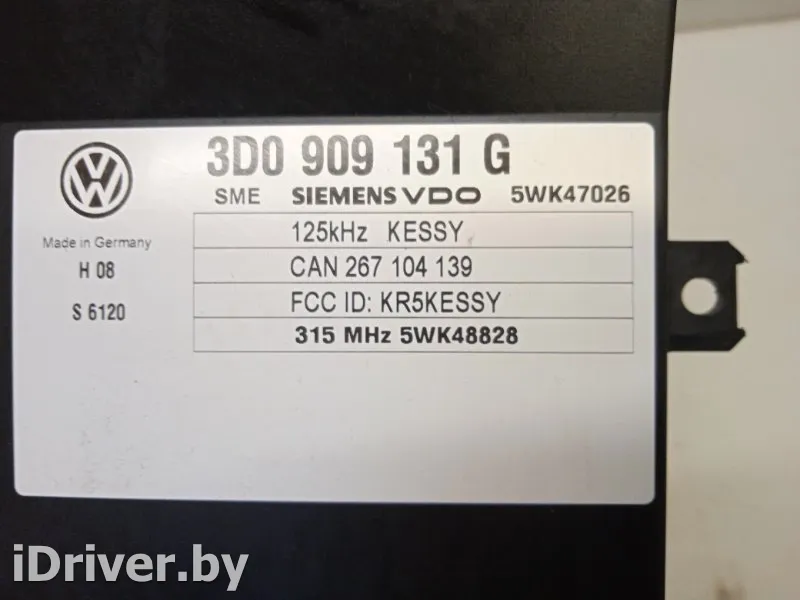 3D0 909 131 G
SME SIEMENS VDO 5WK47026
Made in Germany
H 08
S 6120
125kHz KESSY
CAN 267 104 139
FCC ID: KR5KESSY
315 MHz 5WK48828
iDriver.by